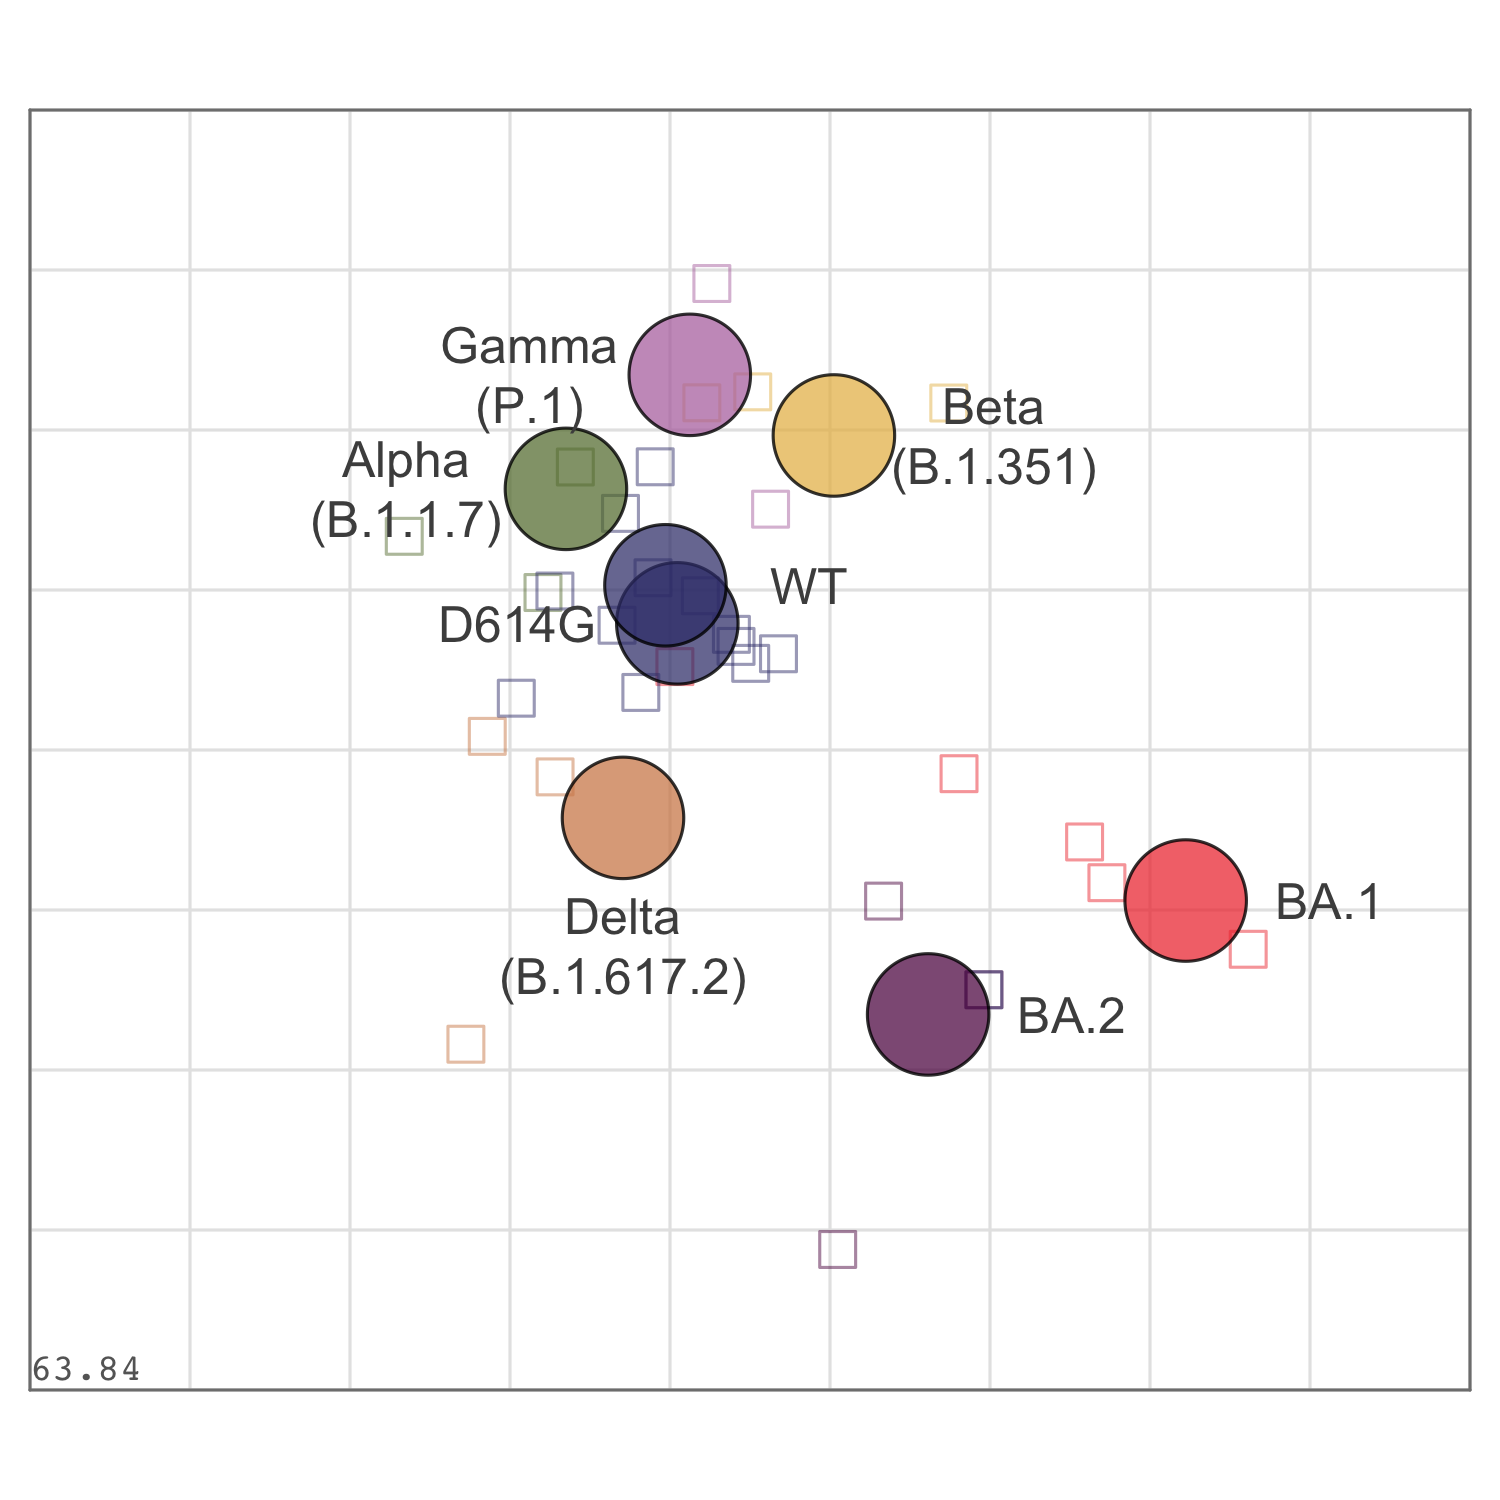 Gamma
(P.1)
Beta
(B.1.351)
Alpha
(B.1.1.7)
WT
D614G
BA.1
Delta
(B.1.617.2)
BA.2
63.84